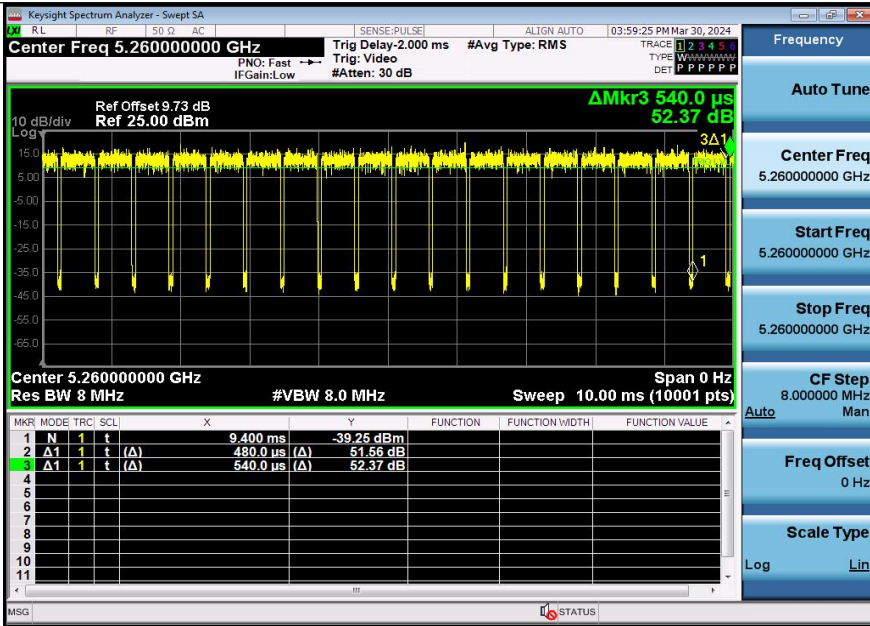 Keysight Spectrum Analyzer - Swept SA
LXI RL RF 50 Ω AC SENSE:PULSE ALIGN AUTO 03:59:25 PM Mar 30, 2024
Center Freq 5.260000000 GHz
PNO: Fast
IFGain:Low
Trig Delay-2.000 ms
Trig: Video
#Atten: 30 dB
#Avg Type: RMS
TRACE 1 2 3 4 5 6
TYPE WWWWWW
DET P P P P P P
Ref Offset 9.73 dB
10 dB/div Ref 25.00 dBm
Log
ΔMkr3 540.0 µs
52.37 dB
15.0
5.00
-5.00
-15.0
-25.0
-35.0
-45.0
-55.0
-65.0
3Δ1
1
Center 5.260000000 GHz Span 0 Hz
Res BW 8 MHz #VBW 8.0 MHz Sweep 10.00 ms (10001 pts)
MKR MODE TRC SCL X Y FUNCTION FUNCTION WIDTH FUNCTION VALUE
1 N 1 t 9.400 ms -39.25 dBm
2 Δ1 1 t (Δ) 480.0 µs (Δ) 51.56 dB
3 Δ1 1 t (Δ) 540.0 µs (Δ) 52.37 dB
4
5
6
7
8
9
10
11
MSG STATUS
Frequency
Auto Tune
Center Freq
5.260000000 GHz
Start Freq
5.260000000 GHz
Stop Freq
5.260000000 GHz
CF Step
8.000000 MHz
Auto Man
Freq Offset
0 Hz
Scale Type
Log Lin